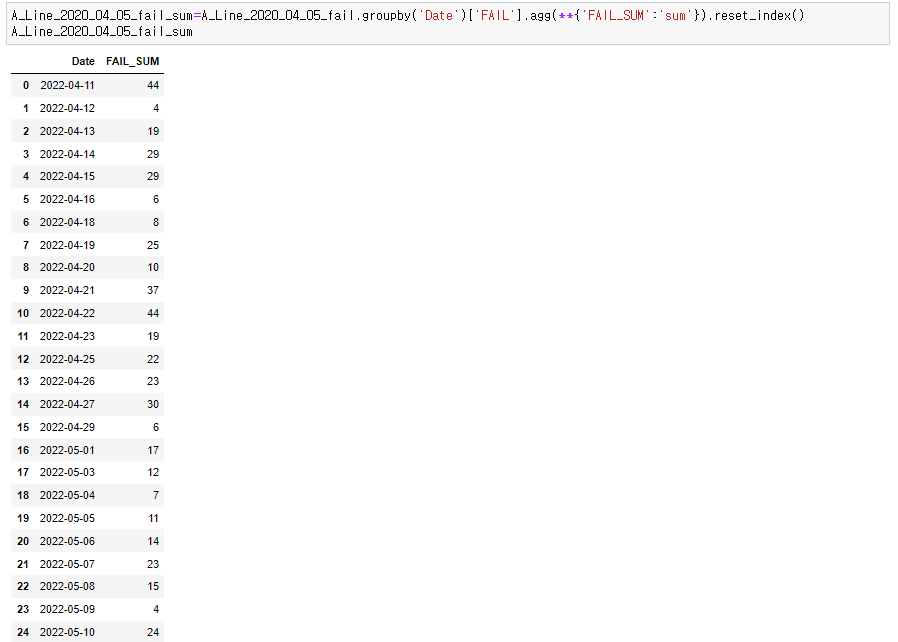 A_Line_2020_04_05_fail_sum=A_Line_2020_04_05_fail.groupby('Date')['FAIL'].agg(**{'FAIL_SUM':'sum'}).reset_index()
A_Line_2020_04_05_fail_sum
Date FAIL_SUM
0 2022-04-11 44
1 2022-04-12 4
2 2022-04-13 19
3 2022-04-14 29
4 2022-04-15 29
5 2022-04-16 6
6 2022-04-18 8
7 2022-04-19 25
8 2022-04-20 10
9 2022-04-21 37
10 2022-04-22 44
11 2022-04-23 19
12 2022-04-25 22
13 2022-04-26 23
14 2022-04-27 30
15 2022-04-29 6
16 2022-05-01 17
17 2022-05-03 12
18 2022-05-04 7
19 2022-05-05 11
20 2022-05-06 14
21 2022-05-07 23
22 2022-05-08 15
23 2022-05-09 4
24 2022-05-10 24